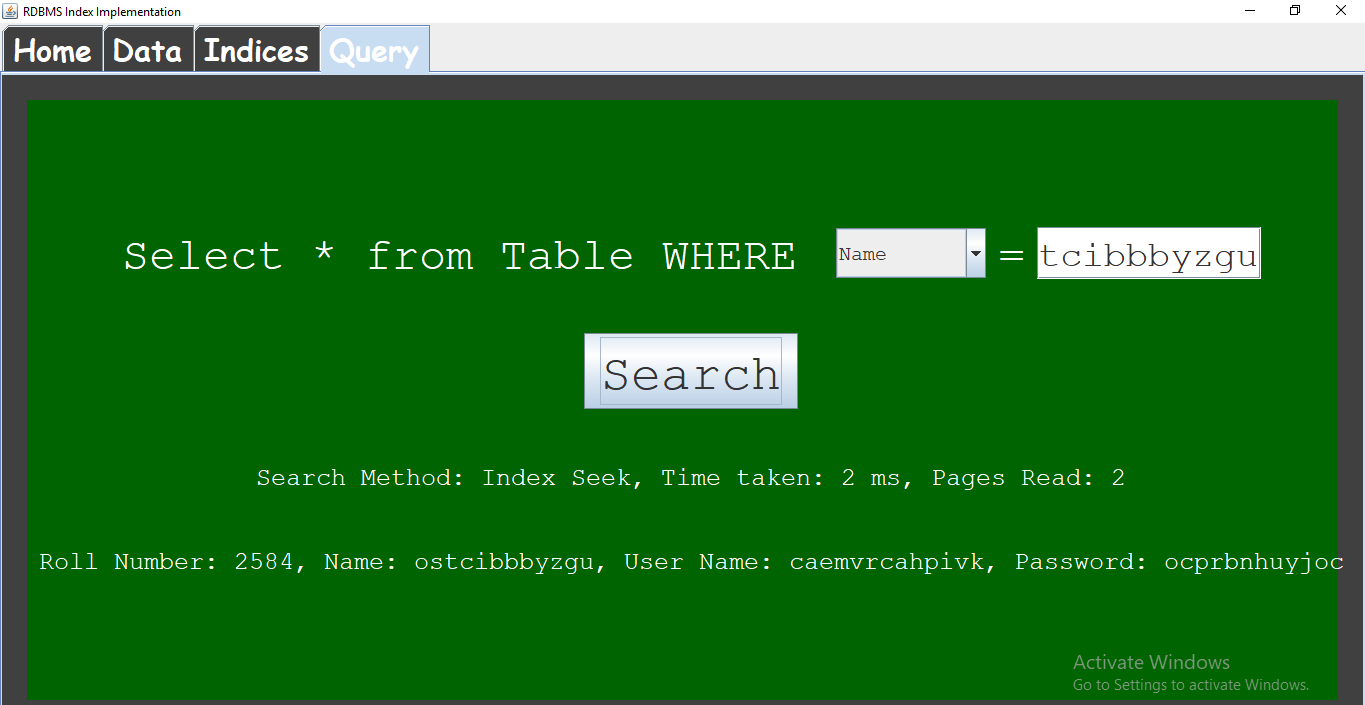 RDBMS Index Implementation
Home Data Indices Query
Select * from Table WHERE Name = tcibbbyzgu
Search
Search Method: Index Seek, Time taken: 2 ms, Pages Read: 2
Roll Number: 2584, Name: ostcibbbyzgu, User Name: caemvrcahpivk, Password: ocprbnhuyjoc
Activate Windows
Go to Settings to activate Windows.